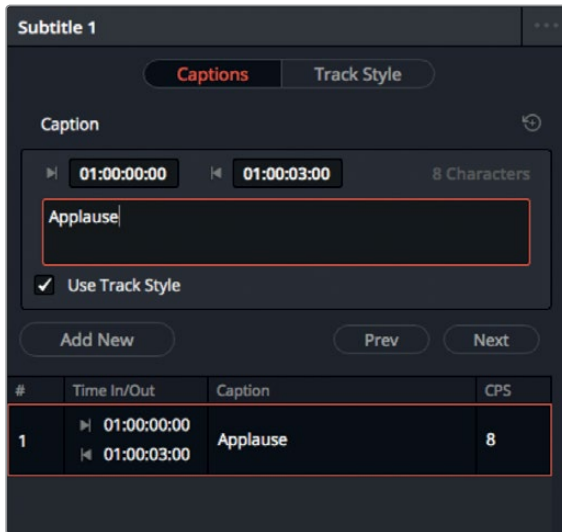 Subtitle 1
Captions Track Style
Caption
01:00:00:00 01:00:03:00 8 Characters
Applause
Use Track Style
Add New Prev Next
# Time In/Out Caption CPS
1 01:00:00:00 Applause 8
01:00:03:00